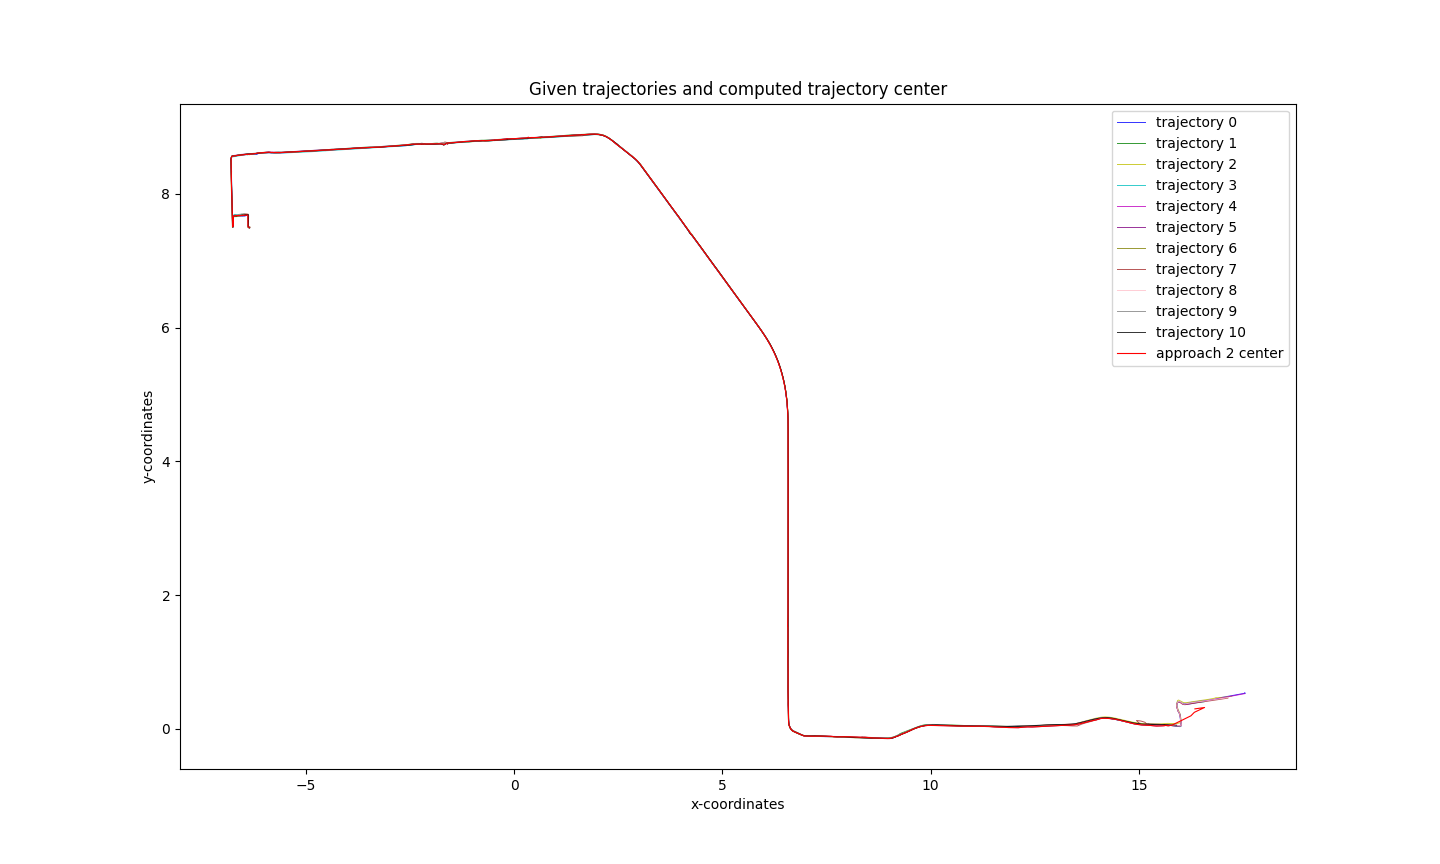 Given trajectories and computed trajectory center
trajectory 0
trajectory 1
trajectory 2
trajectory 3
trajectory 4
trajectory 5
trajectory 6
trajectory 7
trajectory 8
trajectory 9
trajectory 10
approach 2 center
8
6
4
2
0
y-coordinates
−5
0
5
10
15
x-coordinates